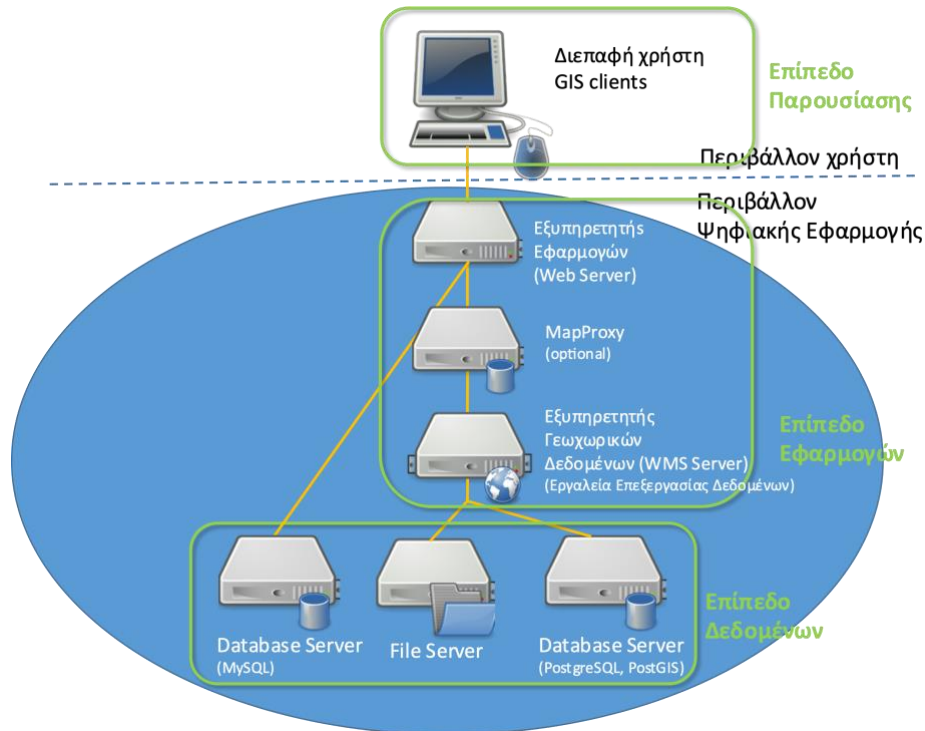 Διεπαφή χρήστη
GIS clients
Επίπεδο
Παρουσίασης
Περιβάλλον χρήστη
Περιβάλλον
Ψηφιακής Εφαρμογής
Εξυπηρετητής
Εφαρμογών
(Web Server)
MapProxy
(optional)
Εξυπηρετητής
Γεωχωρικών
Δεδομένων (WMS Server)
(Εργαλεία Επεξεργασίας Δεδομένων)
Επίπεδο
Εφαρμογών
Database Server
(MySQL)
File Server
Database Server
(PostgreSQL, PostGIS)
Επίπεδο
Δεδομένων